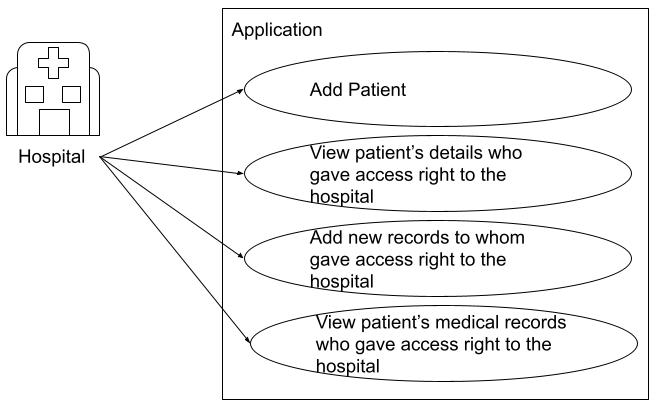 Application
Hospital
Add Patient
View patient's details who
gave access right to the
hospital
Add new records to whom
gave access right to the
hospital
View patient's medical records
who gave access right to the
hospital